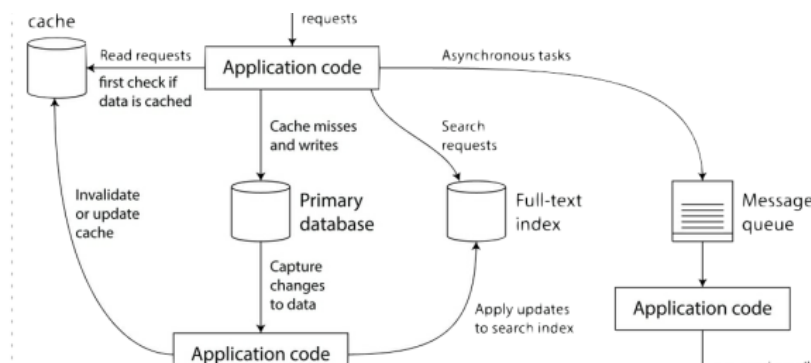 requests
cache
Read requests
first check if
data is cached
Application code
Asynchronous tasks
Cache misses
and writes
Search
requests
Invalidate
or update
cache
Primary
database
Full-text
index
Message
queue
Capture
changes
to data
Apply updates
to search index
Application code
Application code